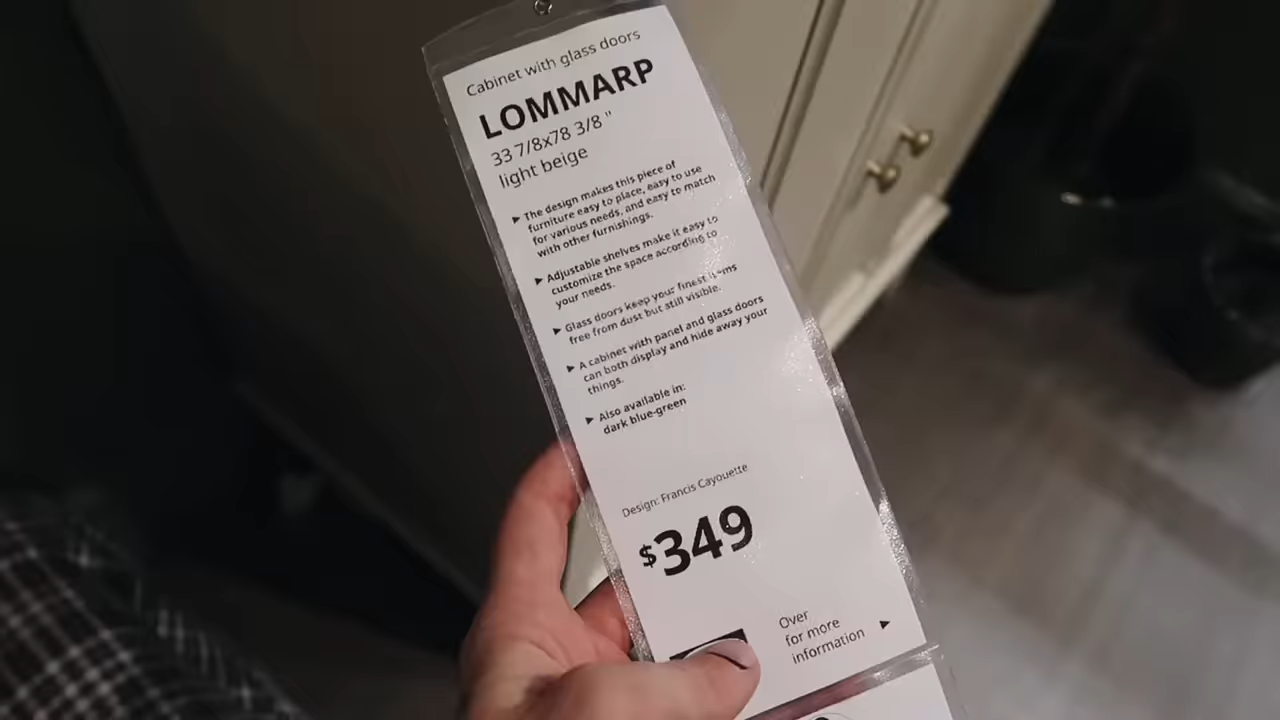 Cabinet with glass doors
LOMMARP
33 7/8x78 3/8 "
light beige
▶ The design makes this piece of
furniture easy to place, easy to use
for various needs, and easy to match
with other furnishings.
▶ Adjustable shelves make it easy to
customize the space according to
your needs.
▶ Glass doors keep your finest items
free from dust but still visible.
▶ A cabinet with panel and glass doors
can both display and hide away your
things.
▶ Also available in:
dark blue-green
Design: Francis Cayouette
$349
Over
for more
information ▶